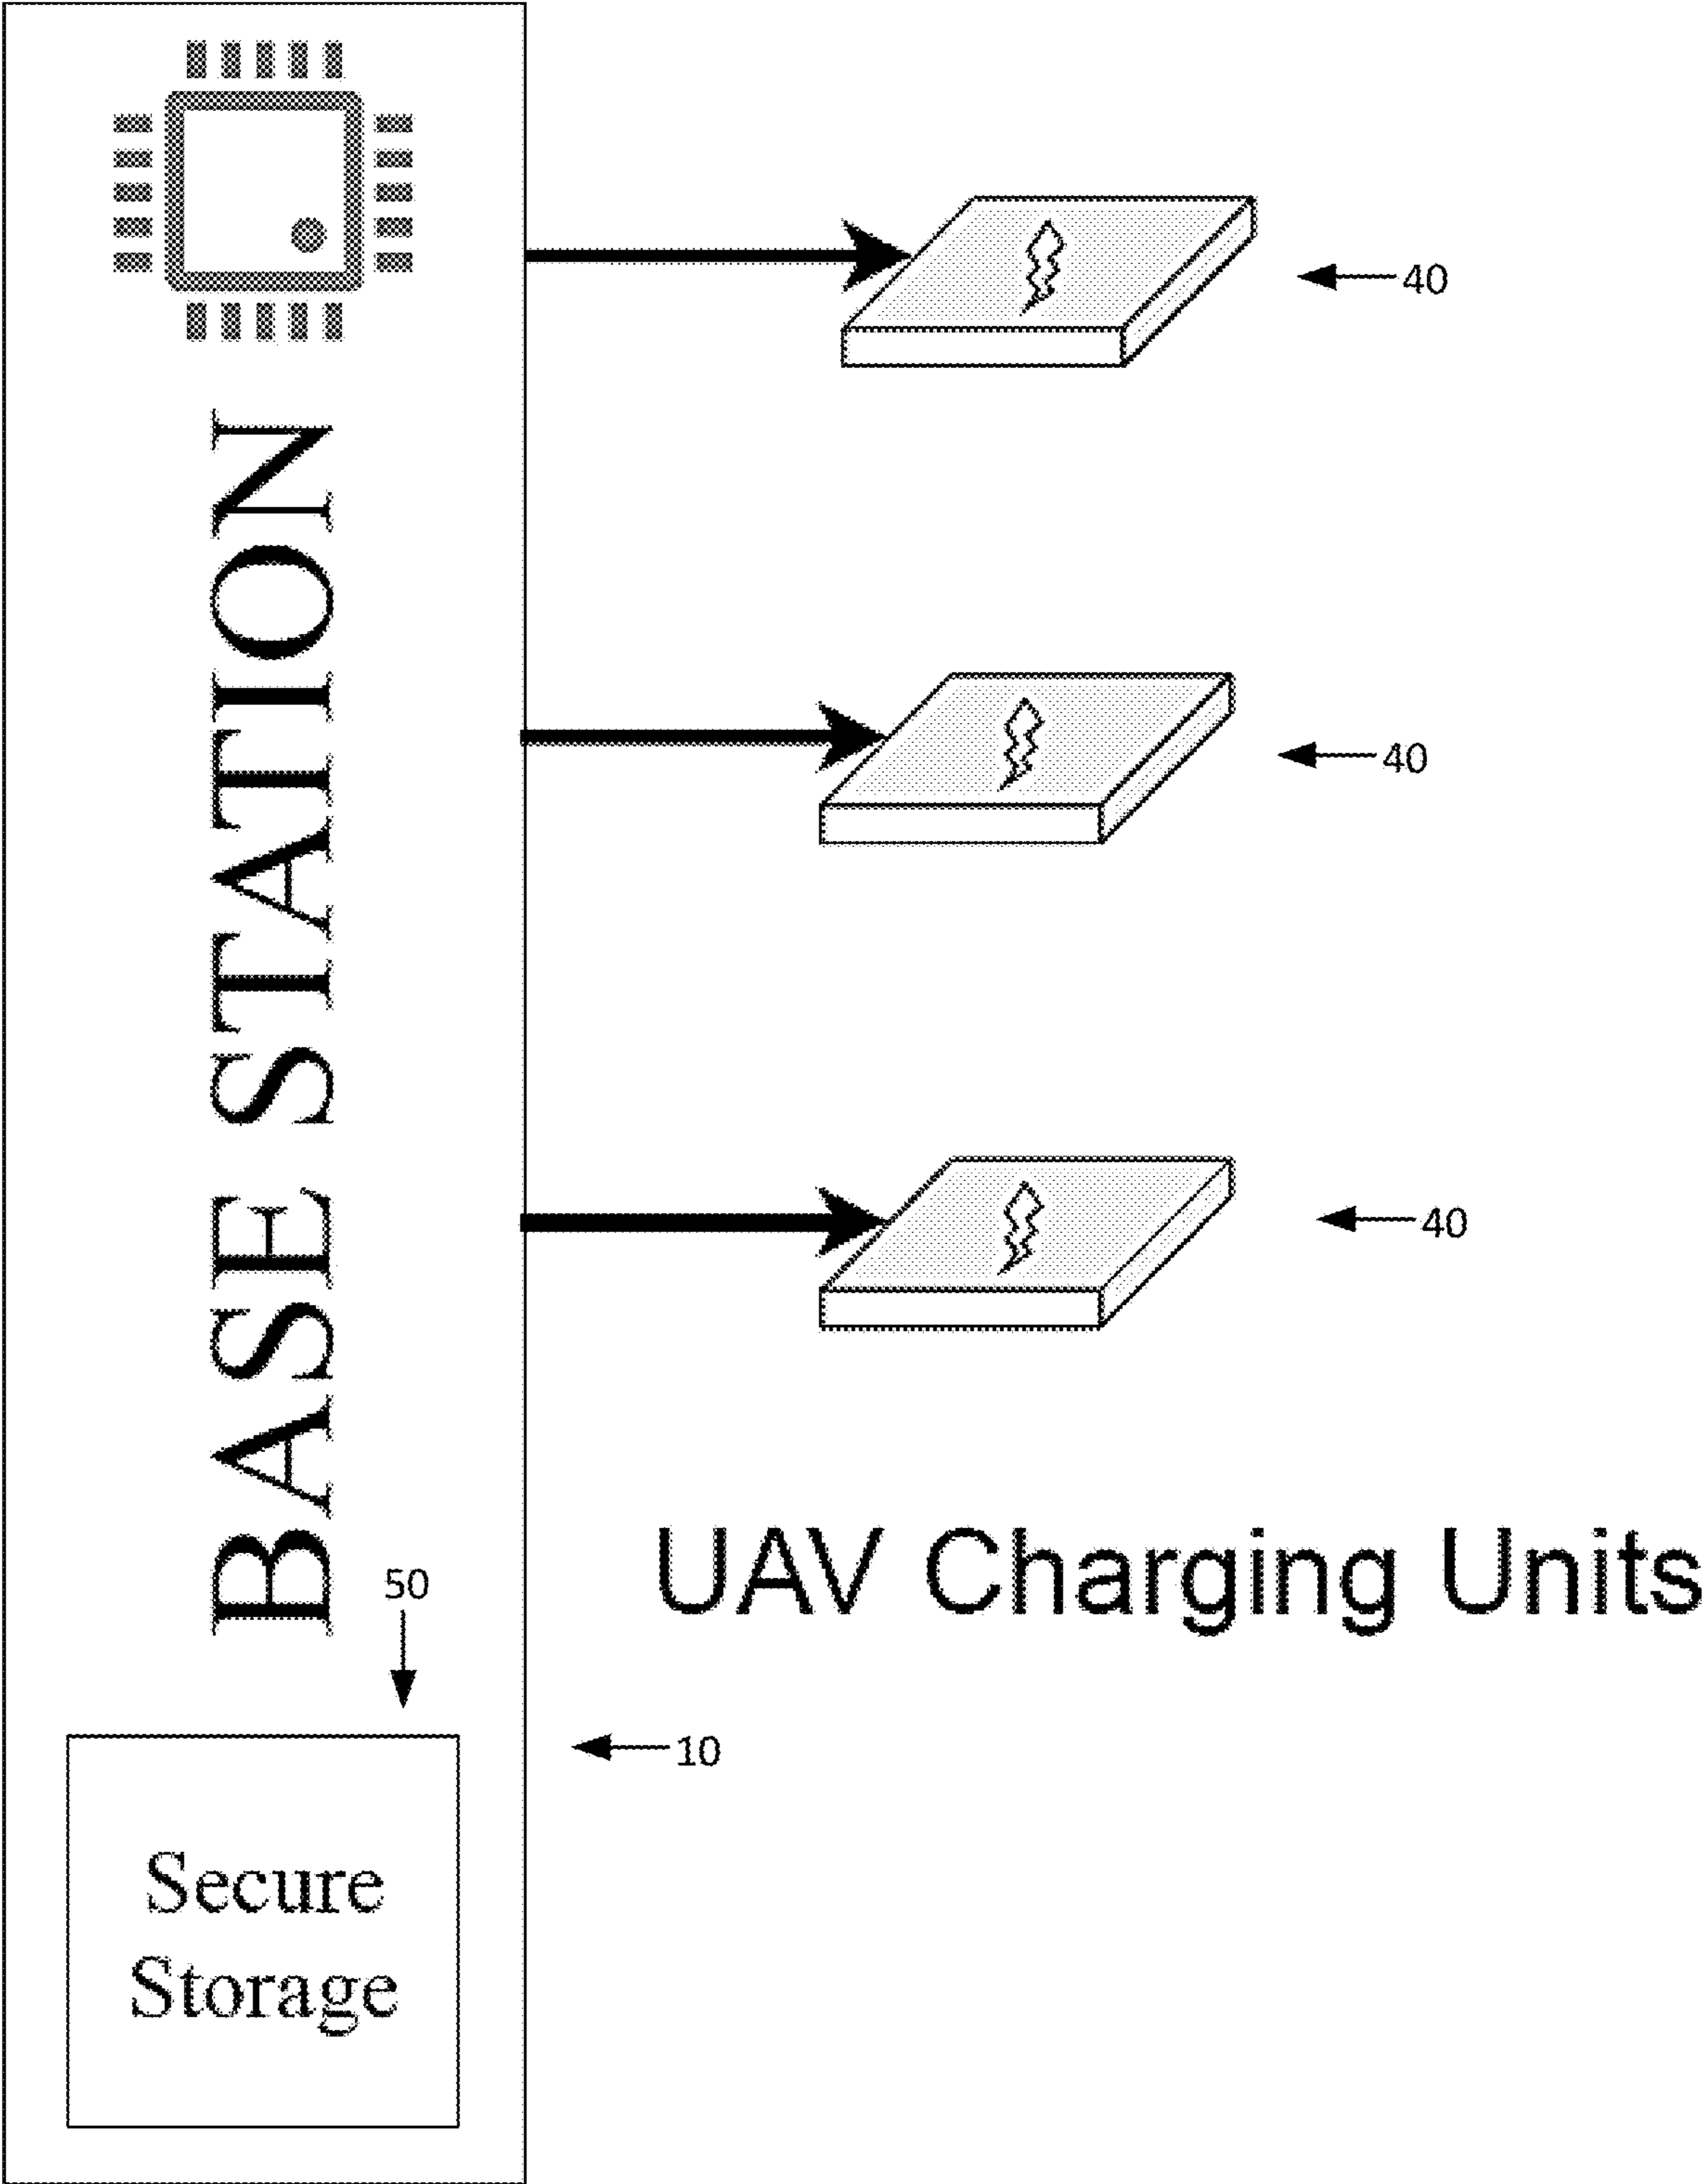 BASE STATION
40
40
40
UAV Charging Units
50
10
Secure
Storage